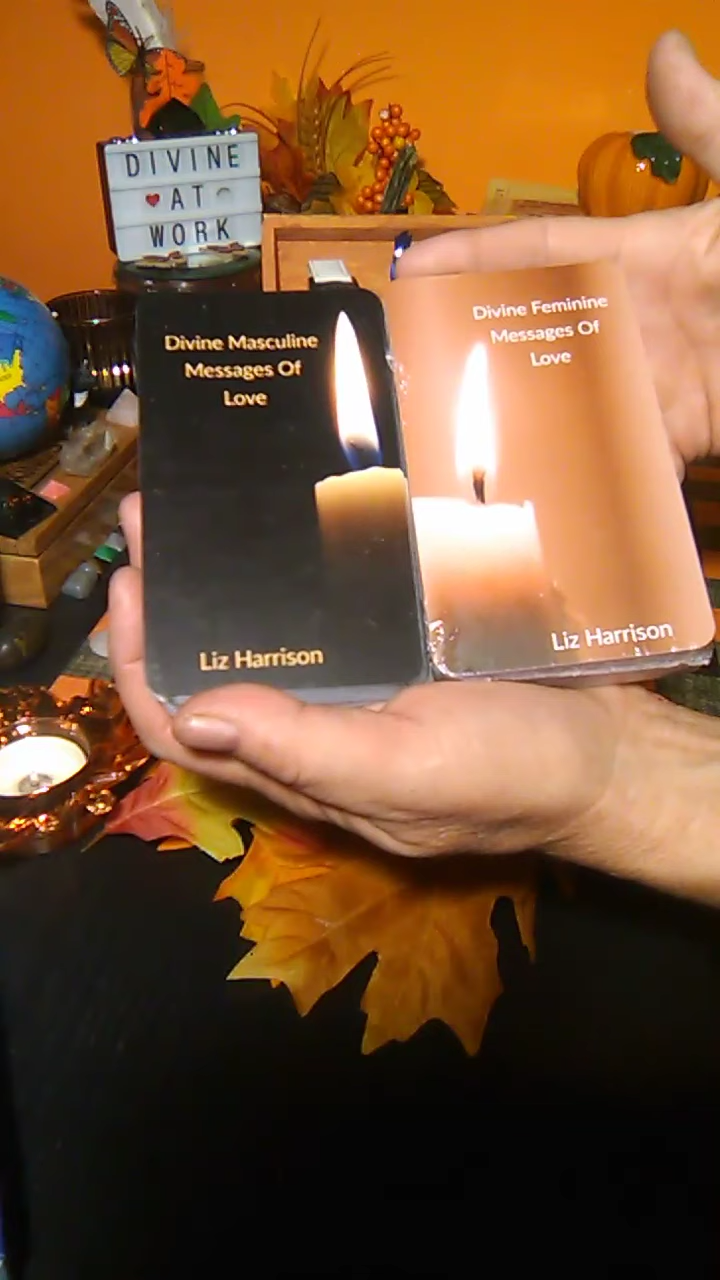 DIVINE
AT
WORK
Divine Masculine
Messages Of
Love
Liz Harrison
Divine Feminine
Messages Of
Love
Liz Harrison